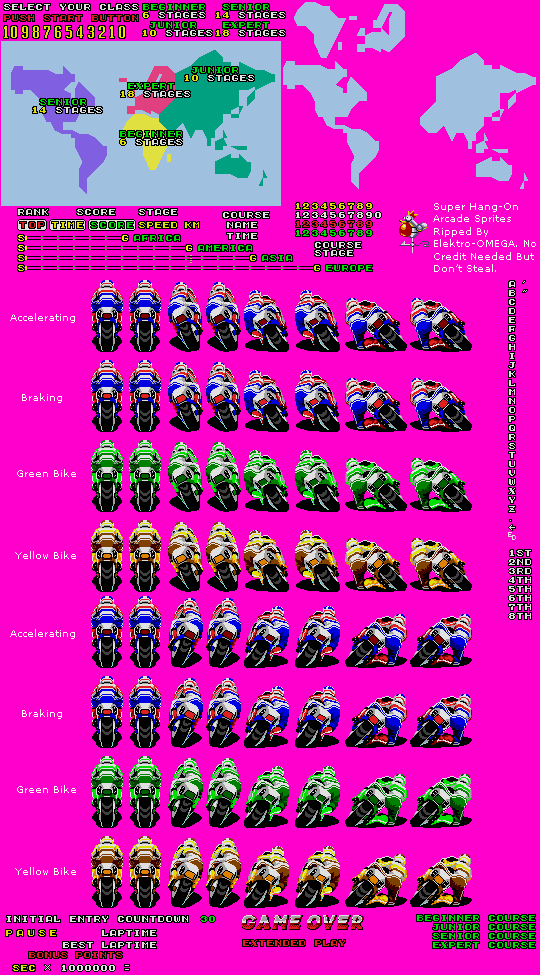 SELECT YOUR CLASS
PUSH START BUTTON
109876543210
BEGINNER
6 STAGES
SENIOR
14 STAGES
JUNIOR
10 STAGES
EXPERT
18 STAGES
JUNIOR
10 STAGES
EXPERT
18 STAGES
SENIOR
14 STAGES
BEGINNER
6 STAGES
RANK SCORE STAGE
TOP TIME SCORE SPEED KM
S G AFRICA
S G AMERICA
S G ASIA
S G EUROPE
COURSE
NAME
TIME
123456789
1234567890
123456789
123456789
COURSE
STAGE
Super Hang-On
Arcade Sprites
Ripped By
Elektro-OMEGA. No
Credit Needed But
Don't Steal.
Accelerating
Braking
Green Bike
Yellow Bike
Accelerating
Braking
Green Bike
Yellow Bike
A
B
C
D
E
F
G
H
I
J
K
L
M
N
O
P
Q
R
S
T
U
V
W
X
Y
Z
.
1ST
2ND
3RD
4TH
5TH
6TH
7TH
8TH
INITIAL ENTRY COUNTDOWN 30
PAUSE LAPTIME
BEST LAPTIME
BONUS POINTS
SEC × 1000000 =
GAME OVER
EXTENDED PLAY
BEGINNER COURSE
JUNIOR COURSE
SENIOR COURSE
EXPERT COURSE